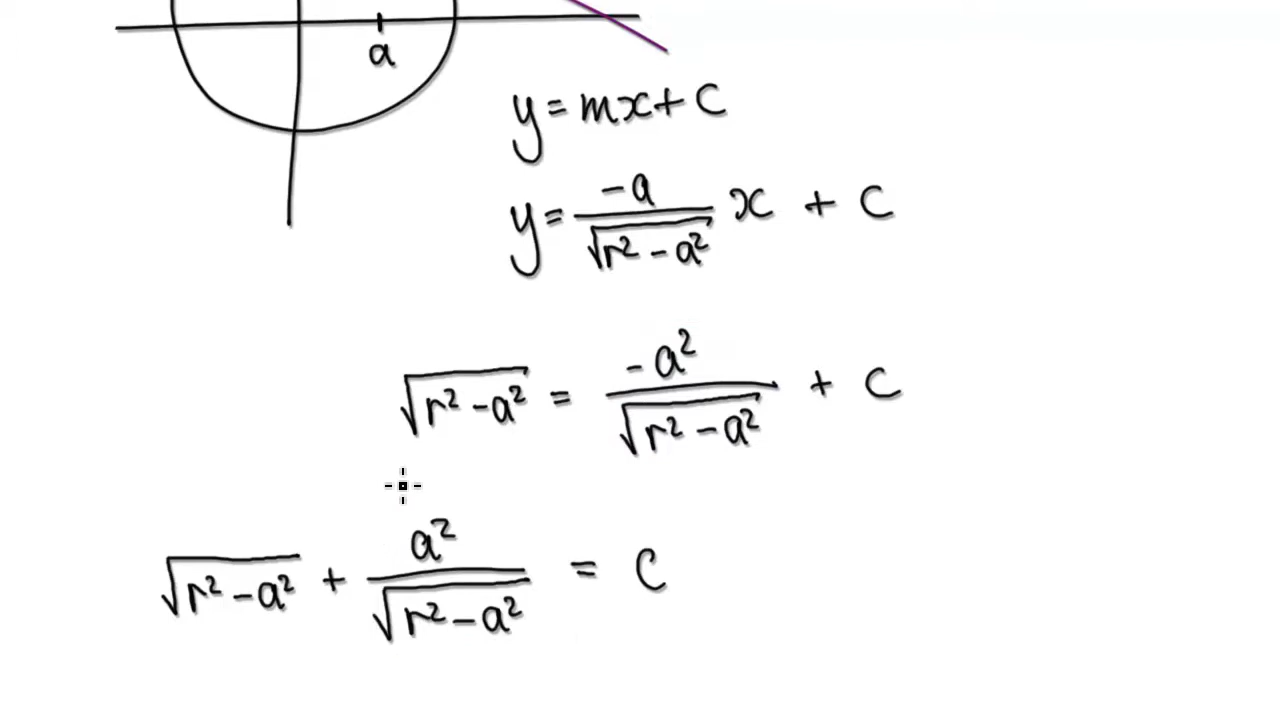 a
y = mx + c
y = -a/√(r² - a²) x + c
√(r² - a²) = -a²/√(r² - a²) + c
√(r² - a²) + a²/√(r² - a²) = c